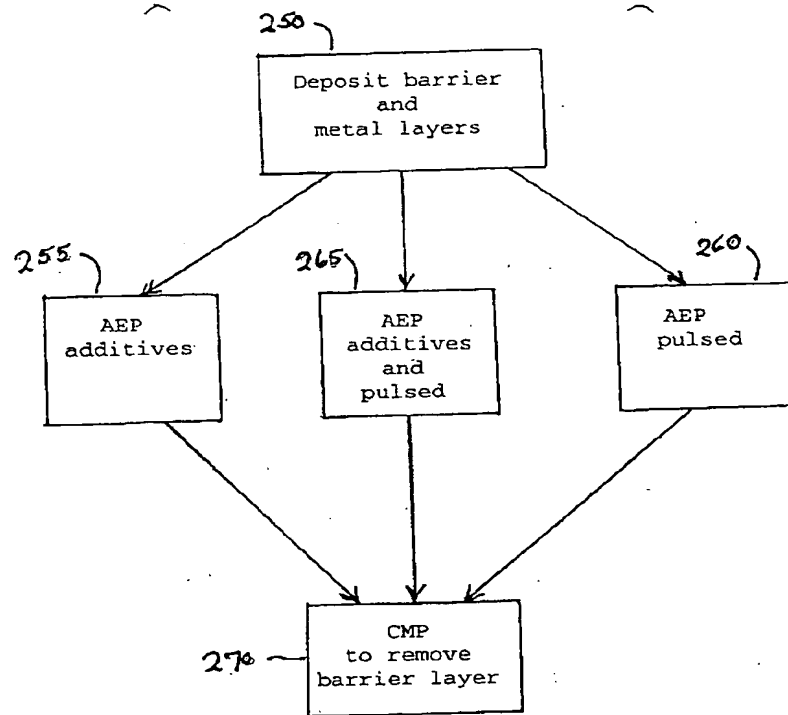 250
Deposit barrier
and
metal layers
255
AEP
additives
265
AEP
additives
and
pulsed
260
AEP
pulsed
270
CMP
to remove
barrier layer